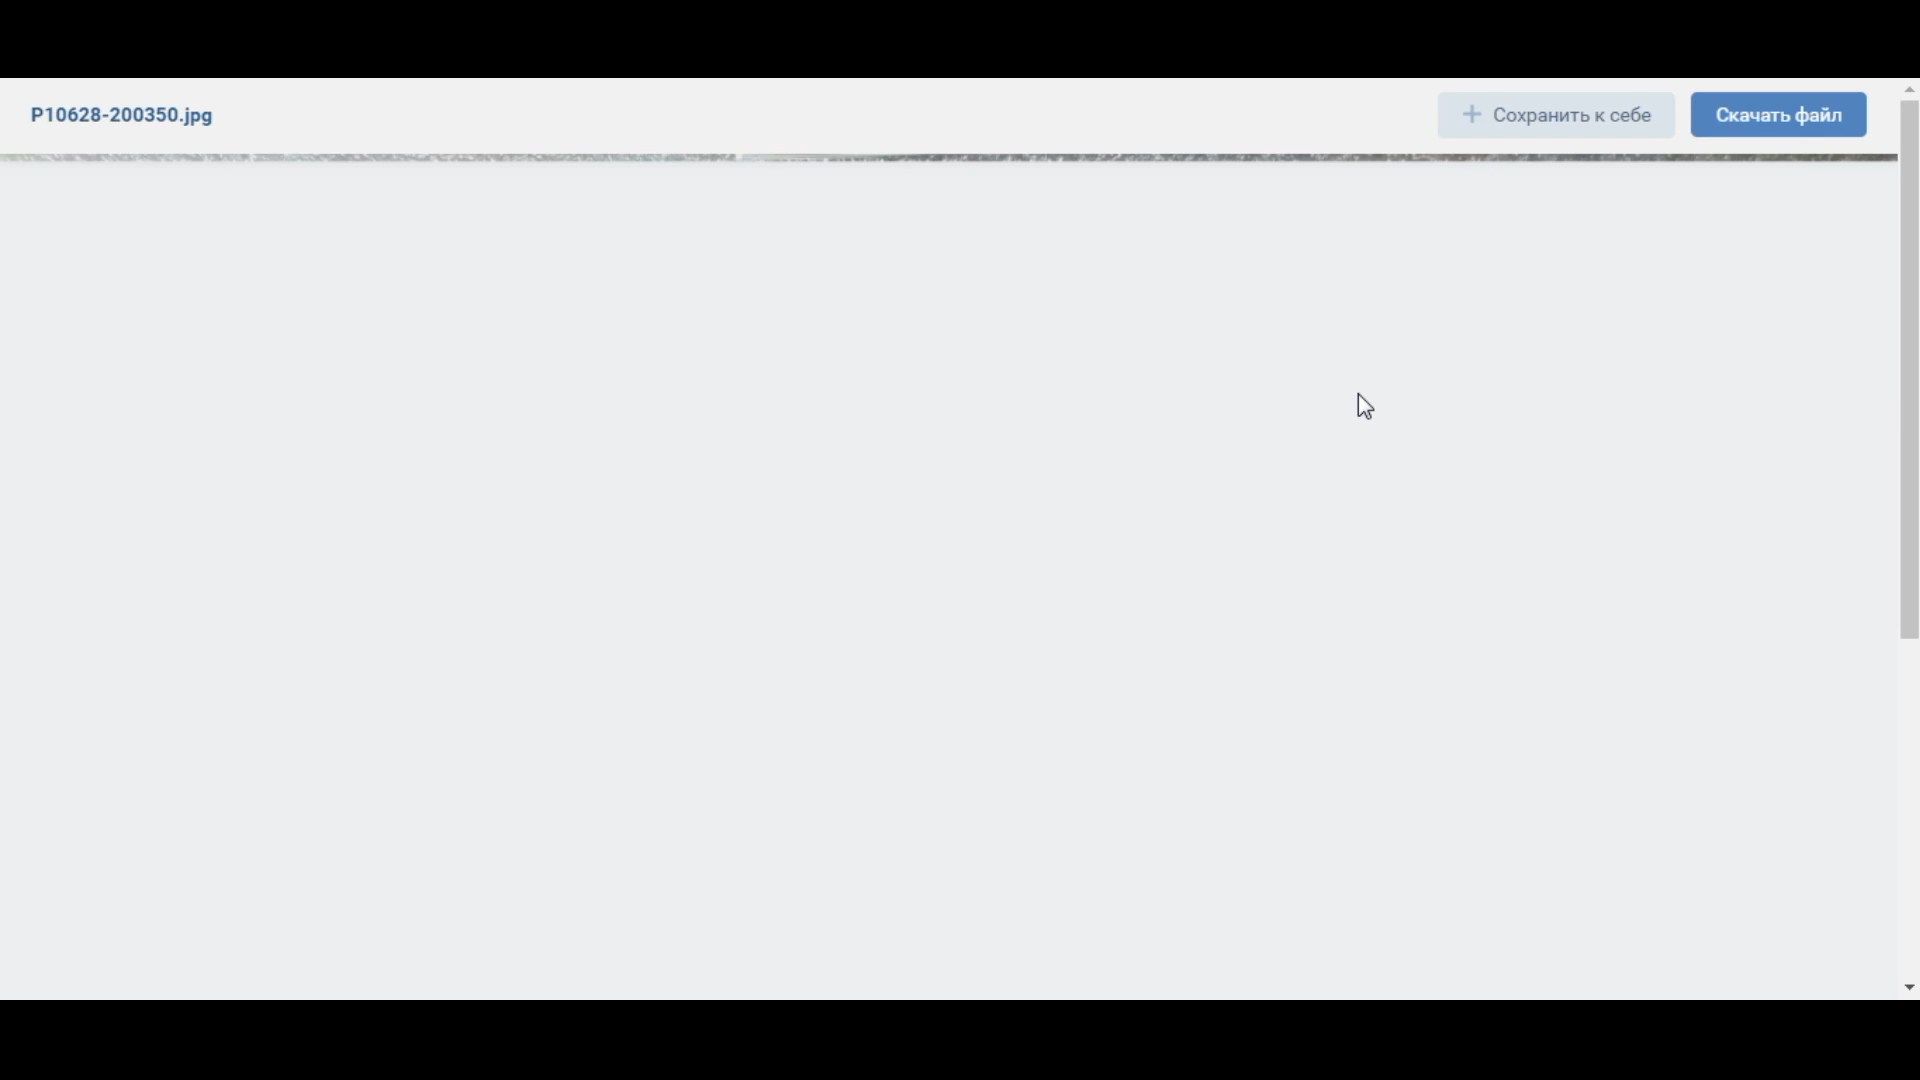 P10628-200350.jpg
Сохранить к себе
Скачать файл